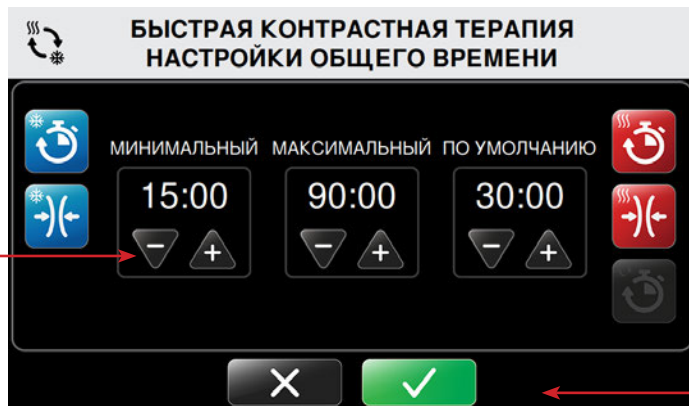 БЫСТРАЯ КОНТРАСТНАЯ ТЕРАПИЯ
НАСТРОЙКИ ОБЩЕГО ВРЕМЕНИ
МИНИМАЛЬНЫЙ МАКСИМАЛЬНЫЙ ПО УМОЛЧАНИЮ
15:00 90:00 30:00